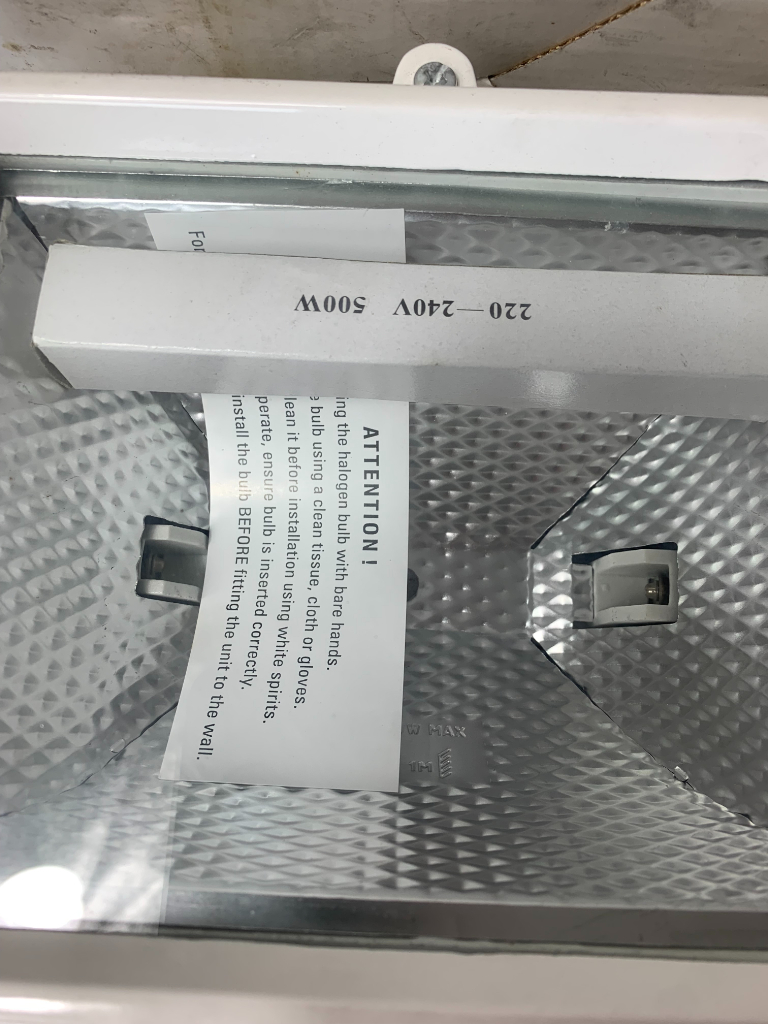 For
220—240V 500W
ATTENTION!
ing the halogen bulb with bare hands.
bulb using a clean tissue, cloth or gloves.
lean it before installation using white spirits.
perate, ensure bulb is inserted correctly.
install the bulb BEFORE fitting the unit to the wall.
W MAX
1M